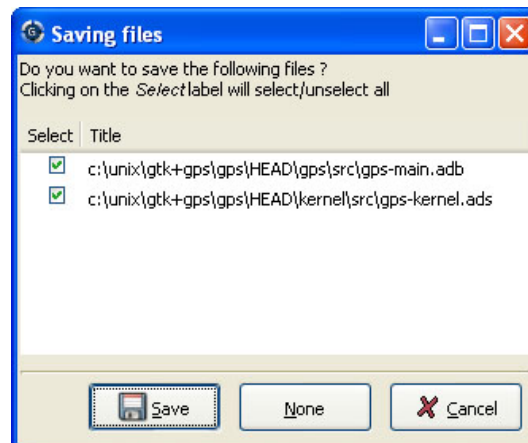 Saving files
Do you want to save the following files ?
Clicking on the Select label will select/unselect all
Select Title
c:\unix\gtk+gps\gps\HEAD\gps\src\gps-main.adb
c:\unix\gtk+gps\gps\HEAD\kernel\src\gps-kernel.ads
Save None Cancel